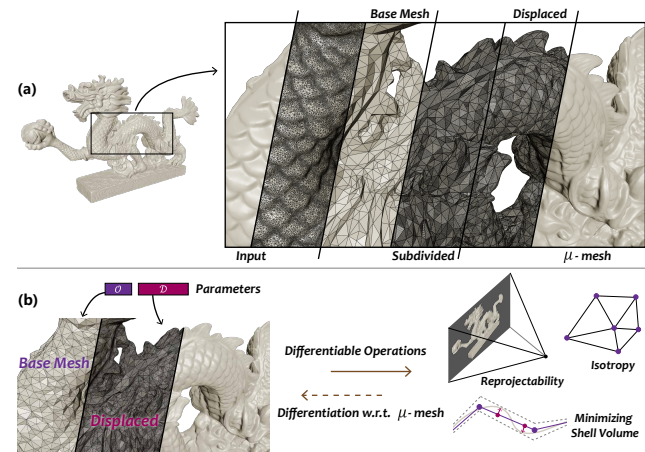 Base Mesh Displaced
(a)
Input Subdivided μ - mesh
(b)
O D Parameters
Base Mesh
Displaced
Differentiable Operations
Differentiation w.r.t. μ - mesh
Reprojectability
Isotropy
Minimizing
Shell Volume